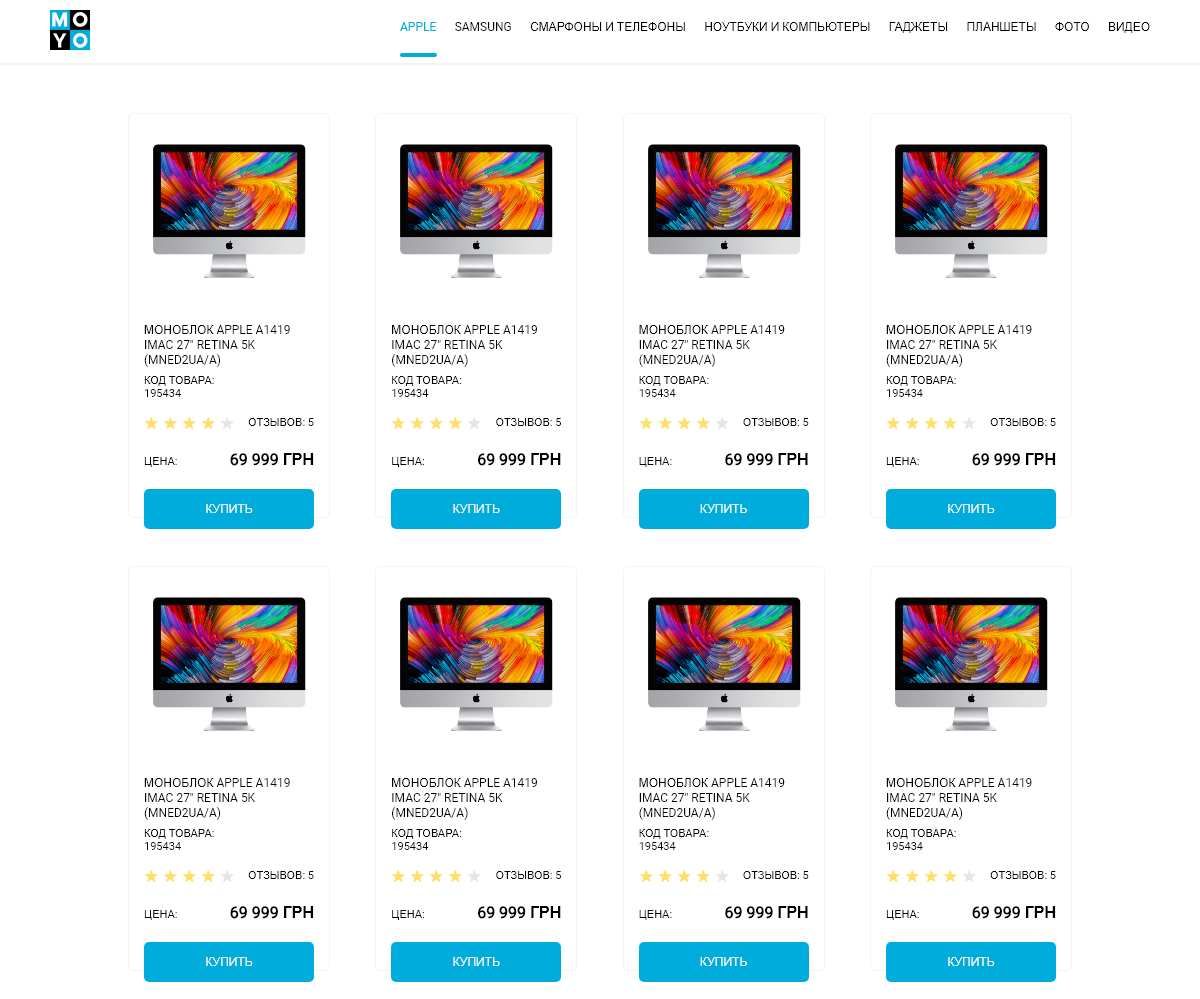 MO
YO
APPLE SAMSUNG СМАРФОНЫ И ТЕЛЕФОНЫ НОУТБУКИ И КОМПЬЮТЕРЫ ГАДЖЕТЫ ПЛАНШЕТЫ ФОТО ВИДЕО
МОНОБЛОК APPLE A1419
IMAC 27" RETINA 5K
(MNED2UA/A)
КОД ТОВАРА:
195434
ОТЗЫВОВ: 5
ЦЕНА: 69 999 ГРН
КУПИТЬ
МОНОБЛОК APPLE A1419
IMAC 27" RETINA 5K
(MNED2UA/A)
КОД ТОВАРА:
195434
ОТЗЫВОВ: 5
ЦЕНА: 69 999 ГРН
КУПИТЬ
МОНОБЛОК APPLE A1419
IMAC 27" RETINA 5K
(MNED2UA/A)
КОД ТОВАРА:
195434
ОТЗЫВОВ: 5
ЦЕНА: 69 999 ГРН
КУПИТЬ
МОНОБЛОК APPLE A1419
IMAC 27" RETINA 5K
(MNED2UA/A)
КОД ТОВАРА:
195434
ОТЗЫВОВ: 5
ЦЕНА: 69 999 ГРН
КУПИТЬ
МОНОБЛОК APPLE A1419
IMAC 27" RETINA 5K
(MNED2UA/A)
КОД ТОВАРА:
195434
ОТЗЫВОВ: 5
ЦЕНА: 69 999 ГРН
КУПИТЬ
МОНОБЛОК APPLE A1419
IMAC 27" RETINA 5K
(MNED2UA/A)
КОД ТОВАРА:
195434
ОТЗЫВОВ: 5
ЦЕНА: 69 999 ГРН
КУПИТЬ
МОНОБЛОК APPLE A1419
IMAC 27" RETINA 5K
(MNED2UA/A)
КОД ТОВАРА:
195434
ОТЗЫВОВ: 5
ЦЕНА: 69 999 ГРН
КУПИТЬ
МОНОБЛОК APPLE A1419
IMAC 27" RETINA 5K
(MNED2UA/A)
КОД ТОВАРА:
195434
ОТЗЫВОВ: 5
ЦЕНА: 69 999 ГРН
КУПИТЬ